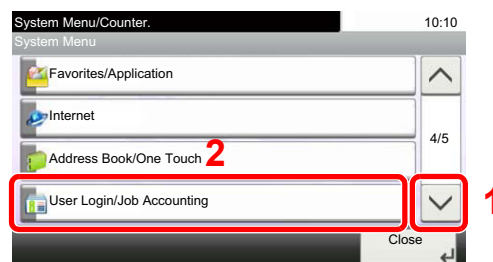 System Menu/Counter. 10:10
System Menu
Favorites/Application
Internet
4/5
Address Book/One Touch 2
User Login/Job Accounting
1
Close